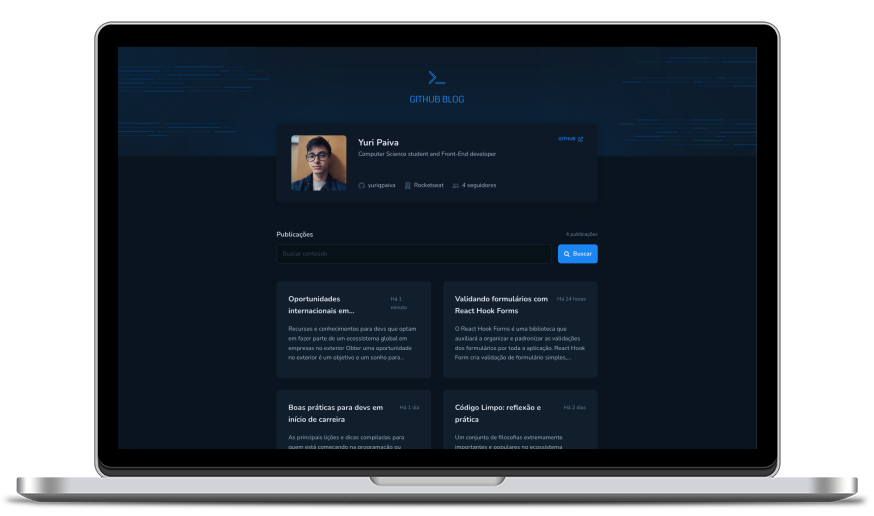 GITHUB BLOG
Yuri Paiva
GITHUB
Computer Science student and Front-End developer
yuriqpaiva Rocketseat 4 seguidores
Publicações
4 publicações
Buscar conteúdo
Buscar
Oportunidades
internacionais em...
Há 1
minuto
Recursos e conhecimentos para devs que optam
em fazer parte de um ecossistema global em
empresas no exterior Obter uma oportunidade
no exterior é um objetivo e um sonho para...
Validando formulários com
React Hook Forms
Há 24 horas
O React Hook Forms é uma biblioteca que
auxiliará a organizar e padronizar as validações
dos formulários por toda a aplicação. React Hook
Form cria validação de formulário simples,...
Boas práticas para devs em
início de carreira
Há 1 dia
As principais lições e dicas compiladas para
quem está começando na programação ou
Código Limpo: reflexão e
prática
Há 2 dias
Um conjunto de filosofias extremamente
importantes e populares no ecossistema